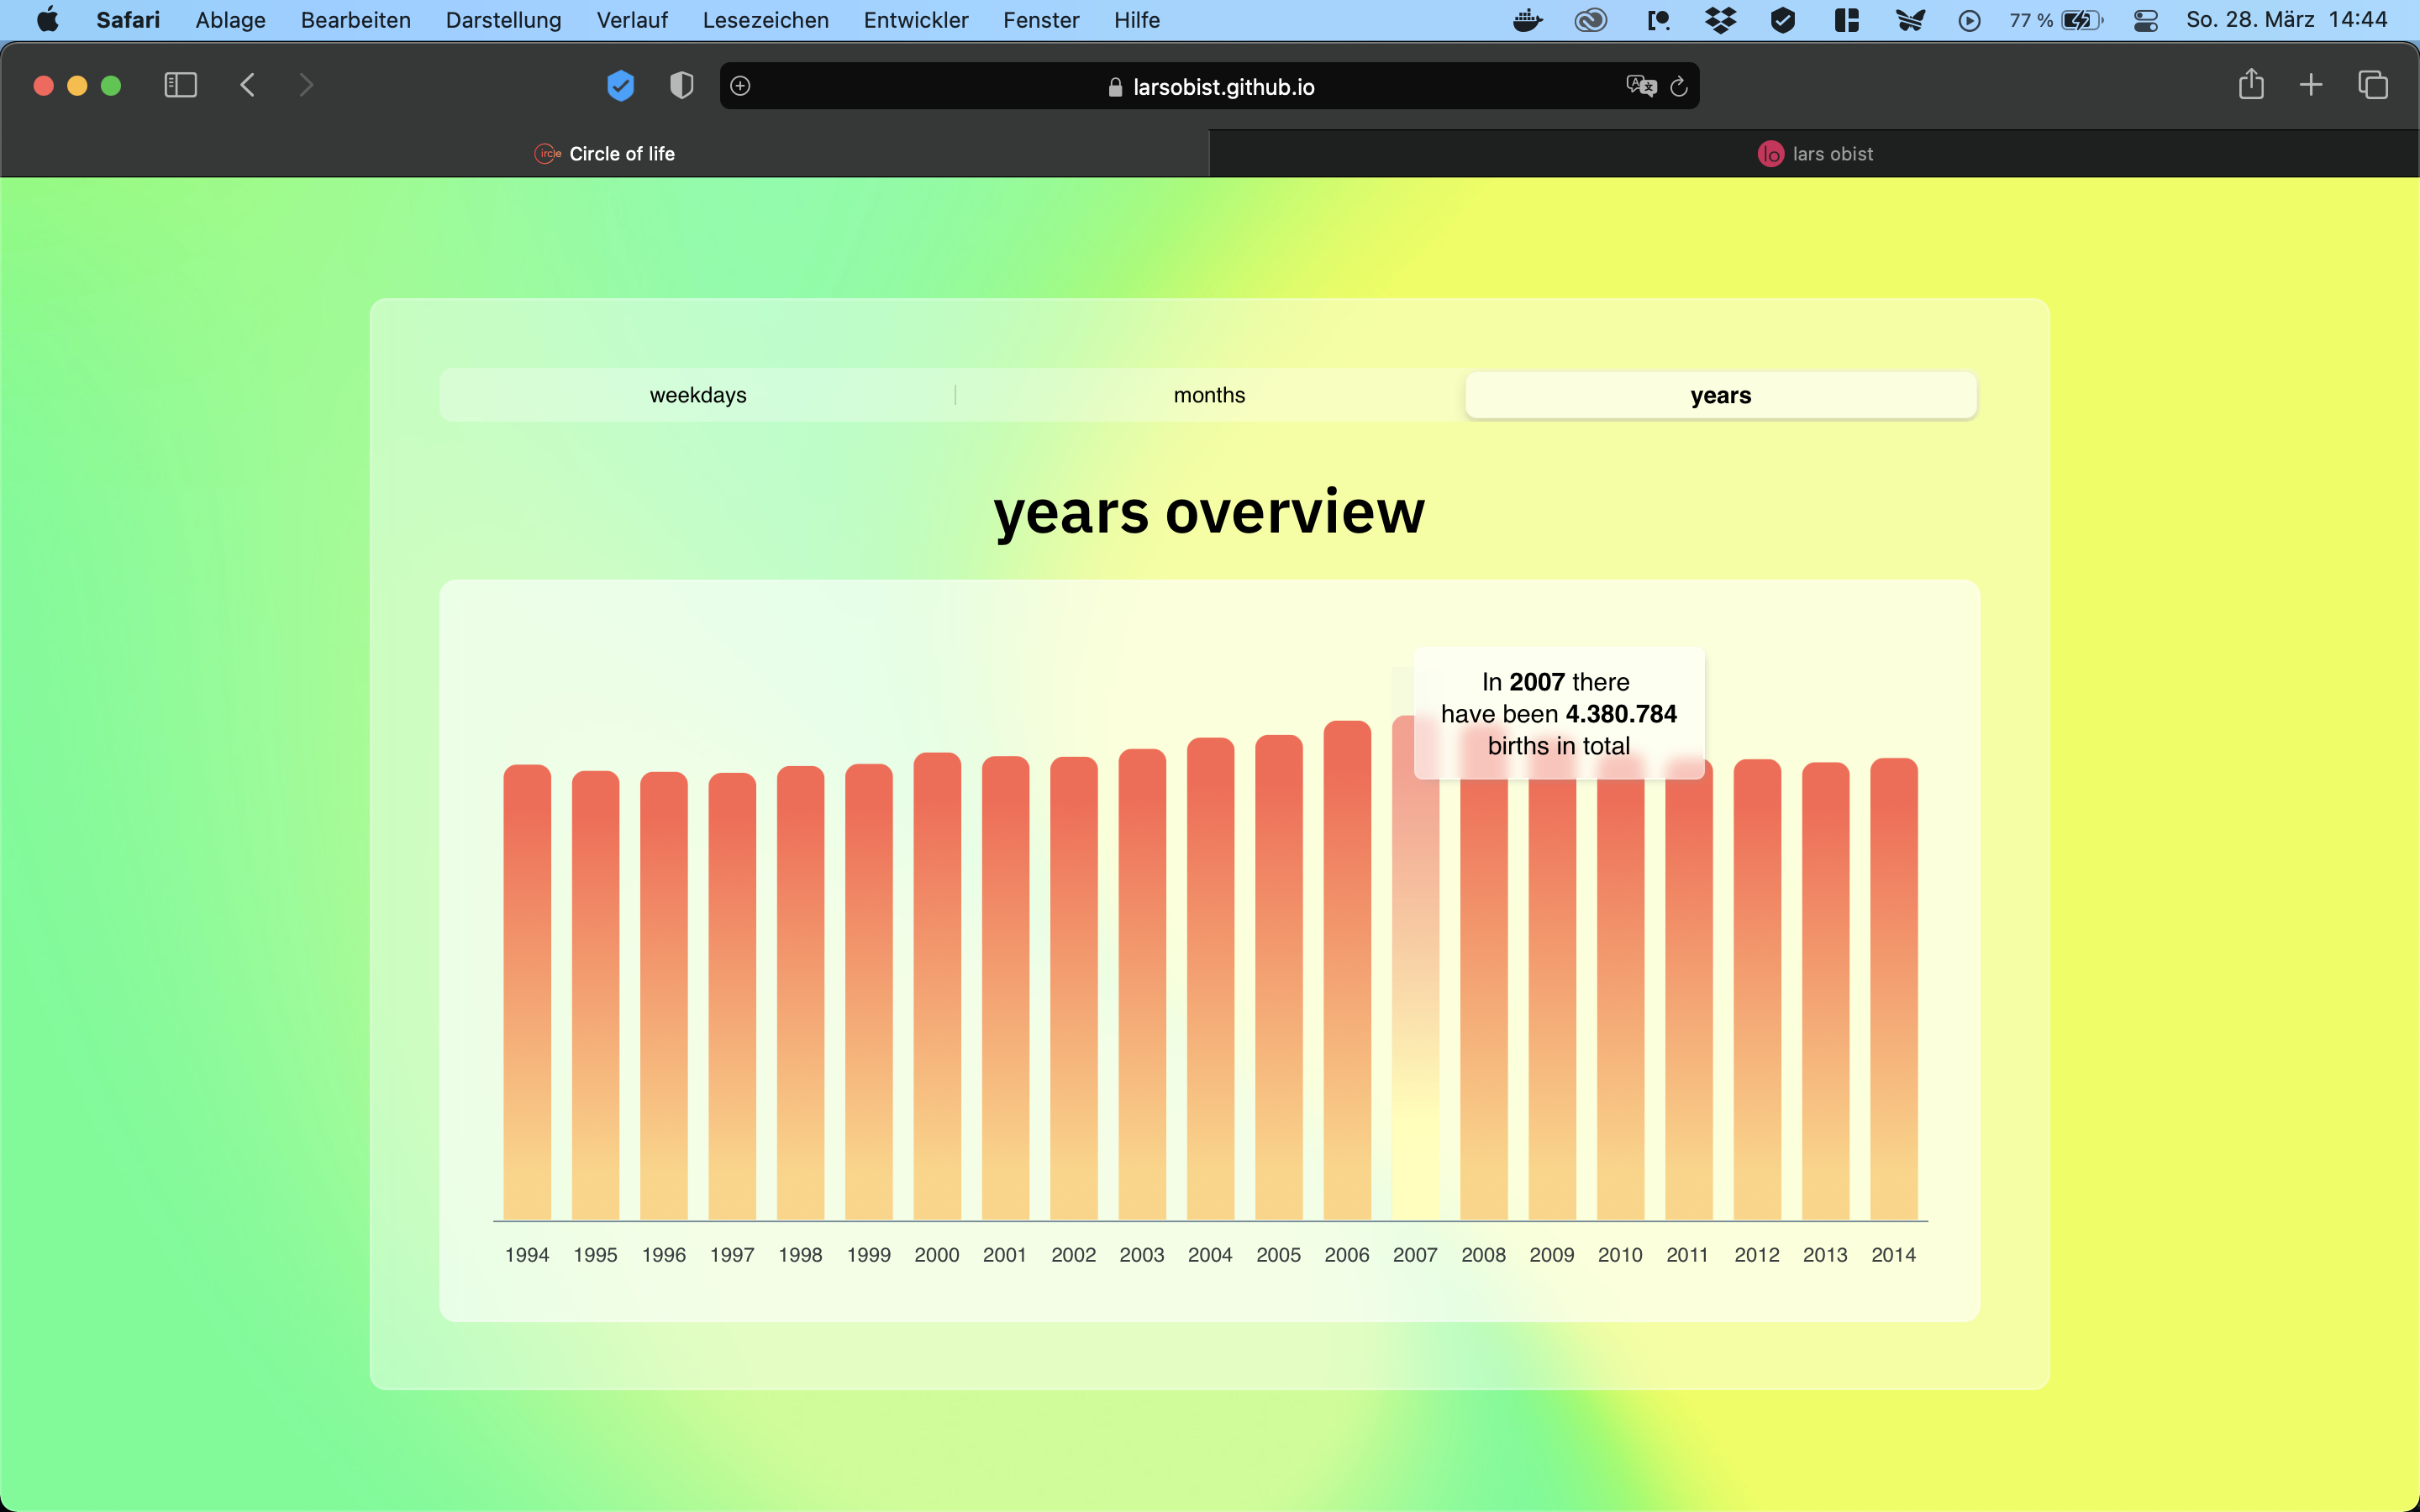 Safari Ablage Bearbeiten Darstellung Verlauf Lesezeichen Entwickler Fenster Hilfe 77 % So. 28. März 14:44
larsobist.github.io
ircle Circle of life lo lars obist
weekdays months years
years overview
In 2007 there
have been 4.380.784
births in total
1994 1995 1996 1997 1998 1999 2000 2001 2002 2003 2004 2005 2006 2007 2008 2009 2010 2011 2012 2013 2014